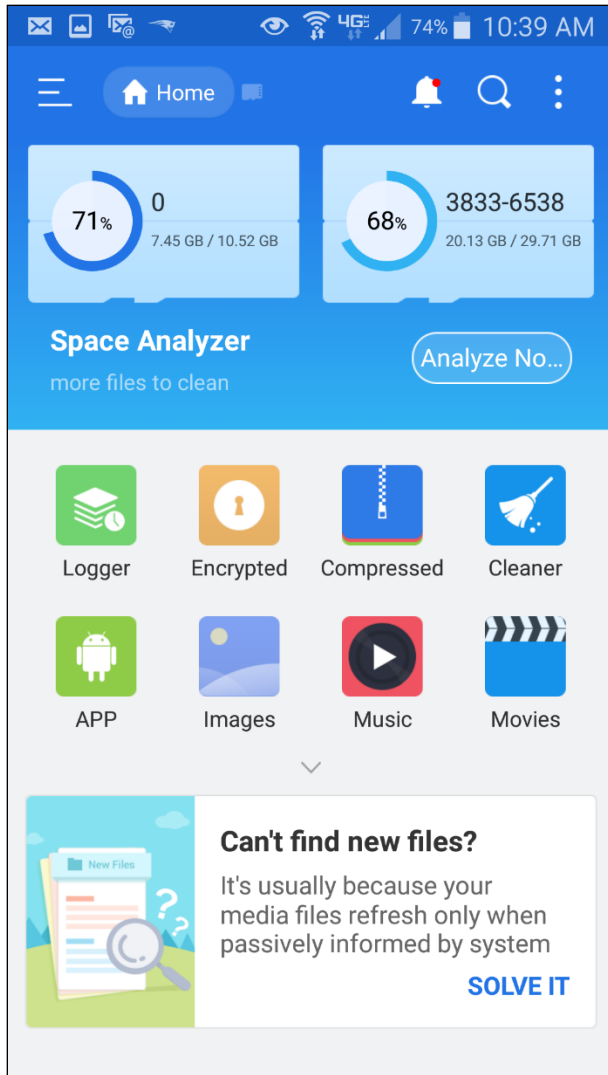 4G LTE 74% 10:39 AM
Home
71% 0
7.45 GB / 10.52 GB
68% 3833-6538
20.13 GB / 29.71 GB
Space Analyzer
more files to clean
Analyze No...
Logger Encrypted Compressed Cleaner
APP Images Music Movies
New Files
Can't find new files?
It's usually because your
media files refresh only when
passively informed by system
SOLVE IT